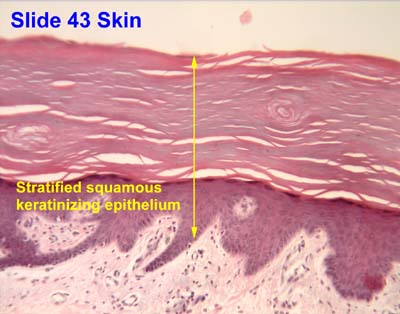 Slide 43 Skin
Stratified squamous
keratinizing epithelium